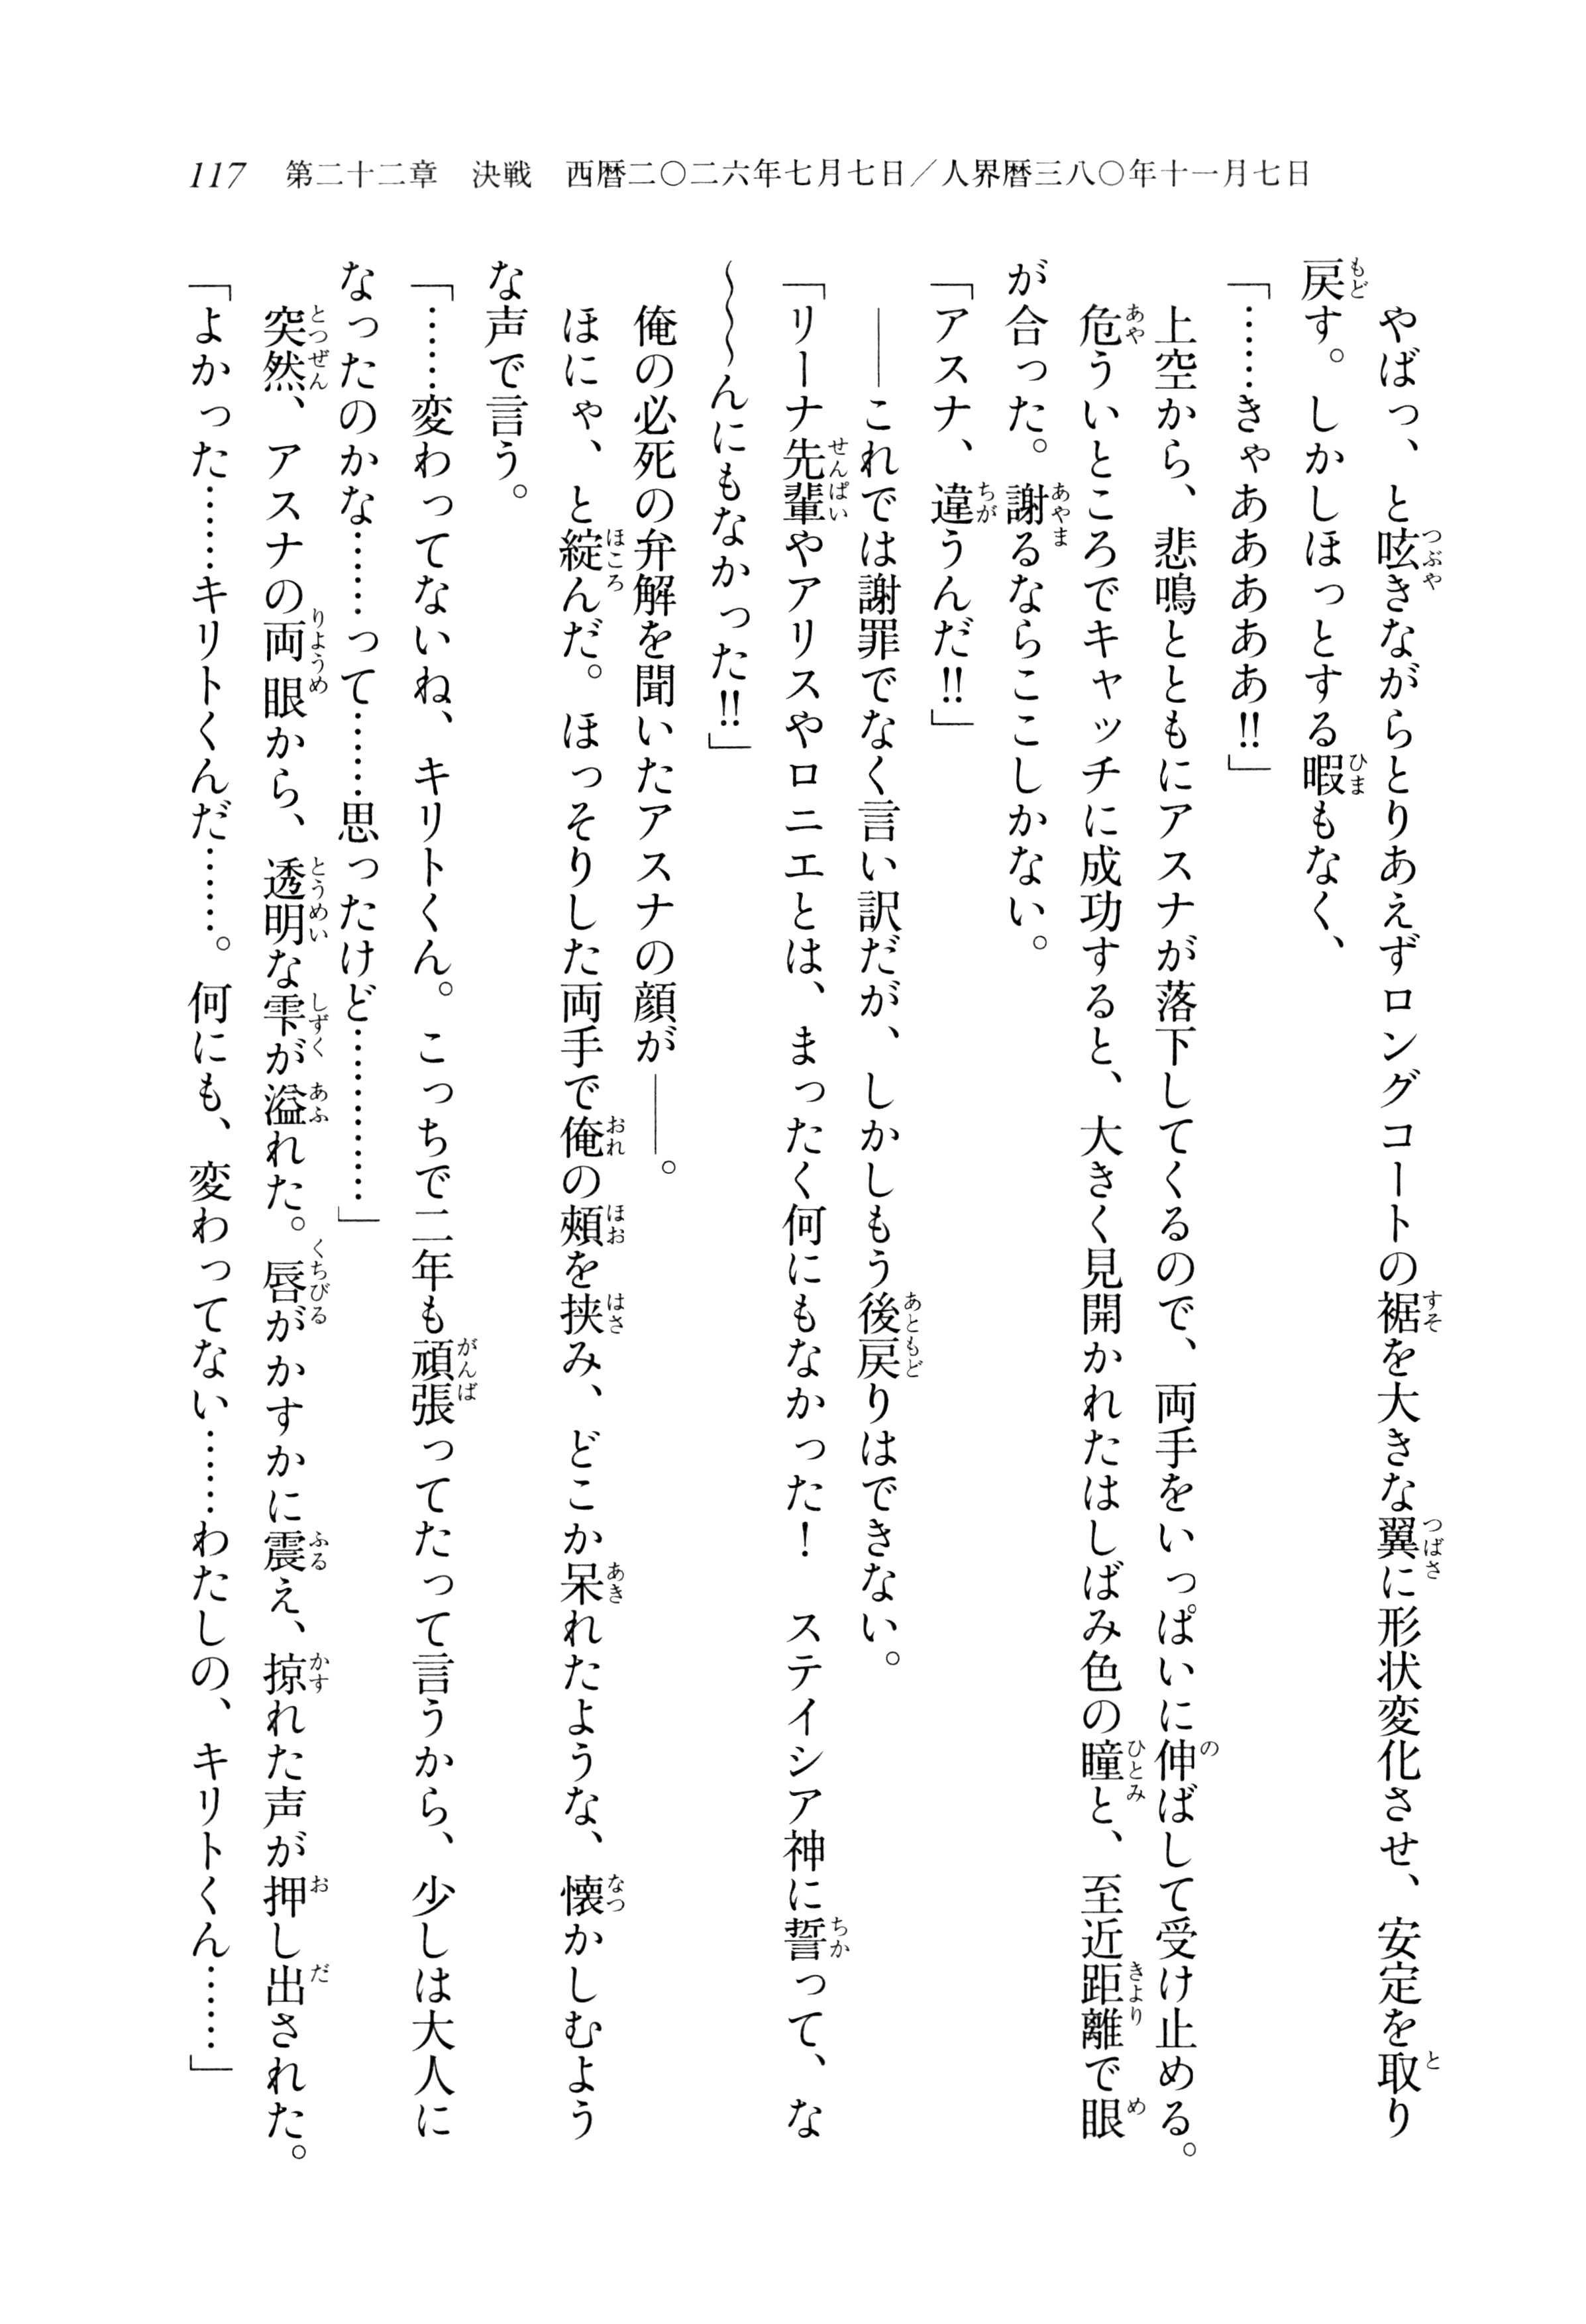 117 第二十二章 決戦 西暦二〇二六年七月七日／人界暦三八〇年十一月七日
やばっ、と呟きながらとりあえずロングコートの裾を大きな翼に形状変化させ、安定を取り
戻す。しかしほっとする暇もなく、
「……きゃああああぁ!!」
上空から、悲鳴とともにアスナが落下してくるので、両手をいっぱいに伸ばして受け止める。
危ういところでキャッチに成功すると、大きく見開かれたはしばみ色の瞳と、至近距離で眼
が合った。謝るならここしかない。
「アスナ、違うんだ!!」
――これでは謝罪でなく言い訳だが、しかしもう後戻りはできない。
「リーナ先輩やアリスやロニエとは、まったく何にもなかった！　ステイシア神に誓って、な
～～～んにもなかった!!」
俺の必死の弁解を聞いたアスナの顔が――。
ほにゃ、と綻んだ。ほっそりした両手で俺の頰を挟み、どこか呆れたような、懐かしむよう
な声で言う。
「……変わってないね、キリトくん。こっちで二年も頑張ってたって言うから、少しは大人に
なったのかな……って……思ったけど…………」
突然、アスナの両眼から、透明な雫が溢れた。唇がかすかに震え、掠れた声が押し出された。
「よかった……キリトくんだ……。何にも、変わってない……わたしの、キリトくん……」